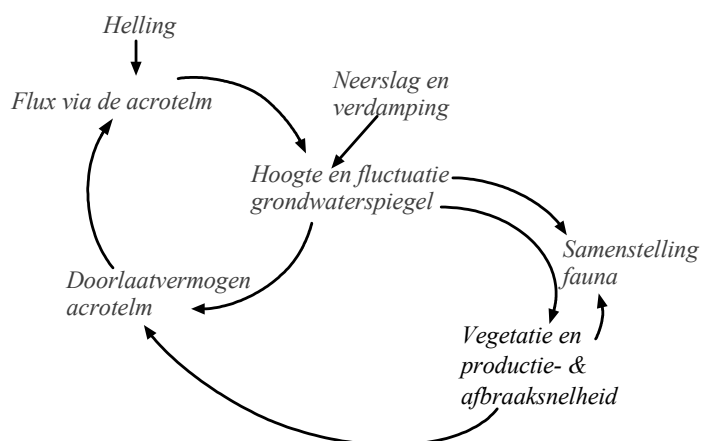 Helling
Flux via de acrotelm
Neerslag en
verdamping
Hoogte en fluctuatie
grondwaterspiegel
Samenstelling
fauna
Doorlaatvermogen
acrotelm
Vegetatie en
productie- &
afbraaksnelheid